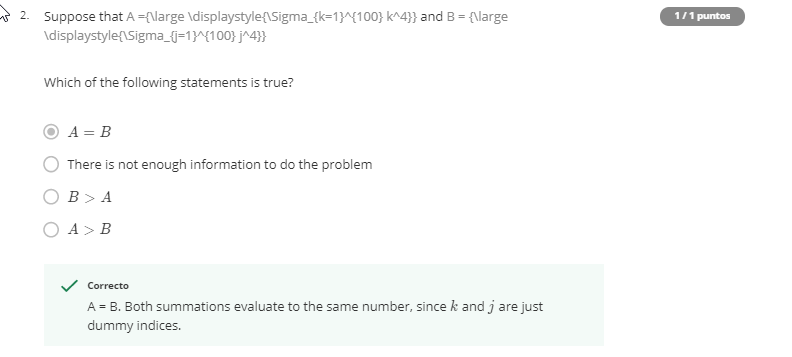 2. Suppose that A ={\large \displaystyle{\Sigma_{k=1}^{100} k^4}} and B = {\large
1 / 1 puntos
\displaystyle{\Sigma_{j=1}^{100} j^4}}
Which of the following statements is true?
A = B
There is not enough information to do the problem
B > A
A > B
Correcto
A = B. Both summations evaluate to the same number, since k and j are just
dummy indices.